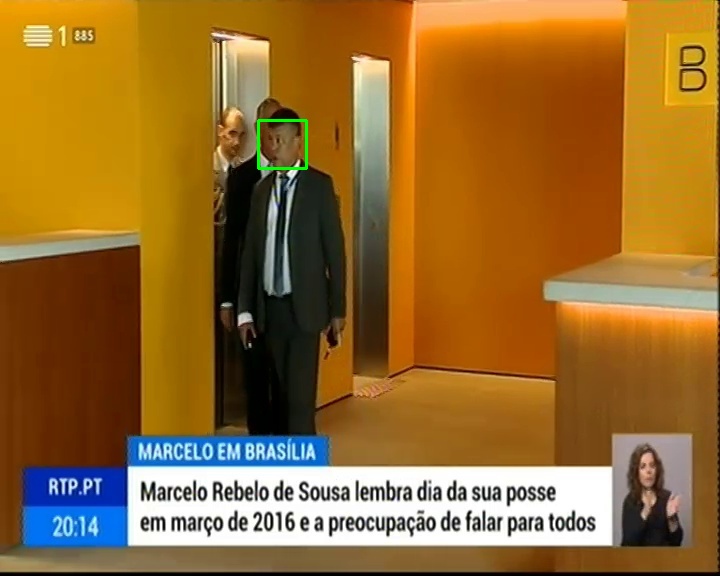 1 885
B
MARCELO EM BRASÍLIA
RTP.PT
20:14
Marcelo Rebelo de Sousa lembra dia da sua posse
em março de 2016 e a preocupação de falar para todos